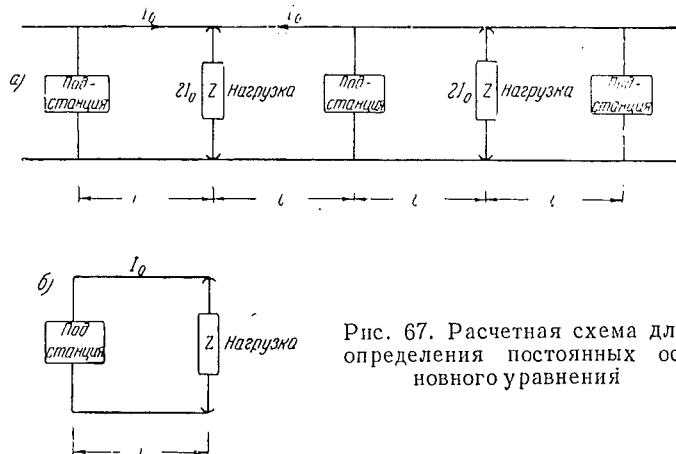 I₀ I₀
а) Под-
станция 2I₀ Z Нагрузка Под-
станция 2I₀ Z Нагрузка Под-
станция
l l l
б) I₀
Под
станция Z Нагрузка
Рис. 67. Расчетная схема дл
определения постоянных ос
новного уравнения